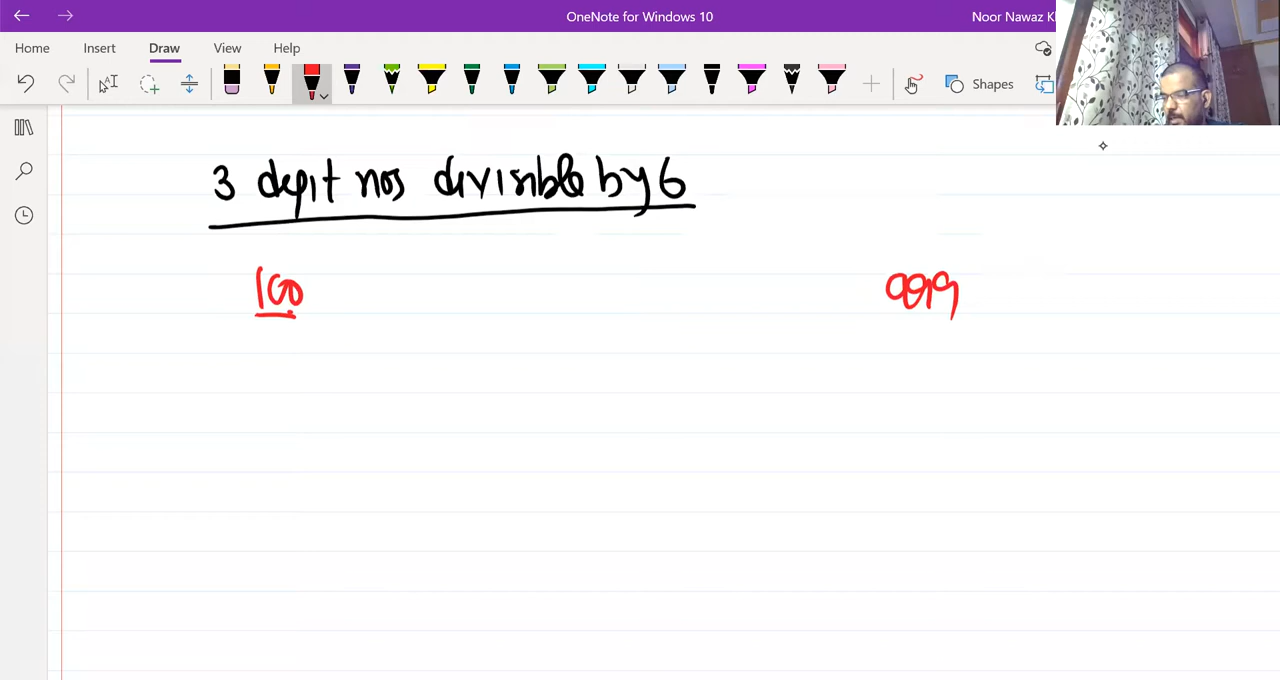 OneNote for Windows 10
Noor Nawaz Kh
Home Insert Draw View Help
Shapes
3 digit nos divisible by 6
100 999